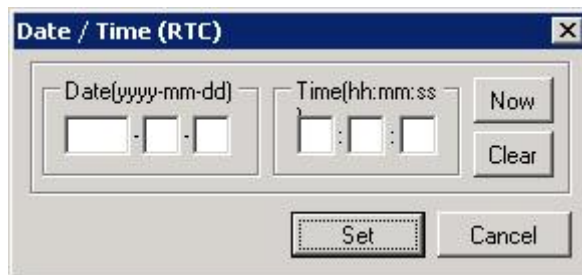 Date / Time (RTC)
Date(yyyy-mm-dd)
Time(hh:mm:ss
)
Now
- -
: :
Clear
Set
Cancel